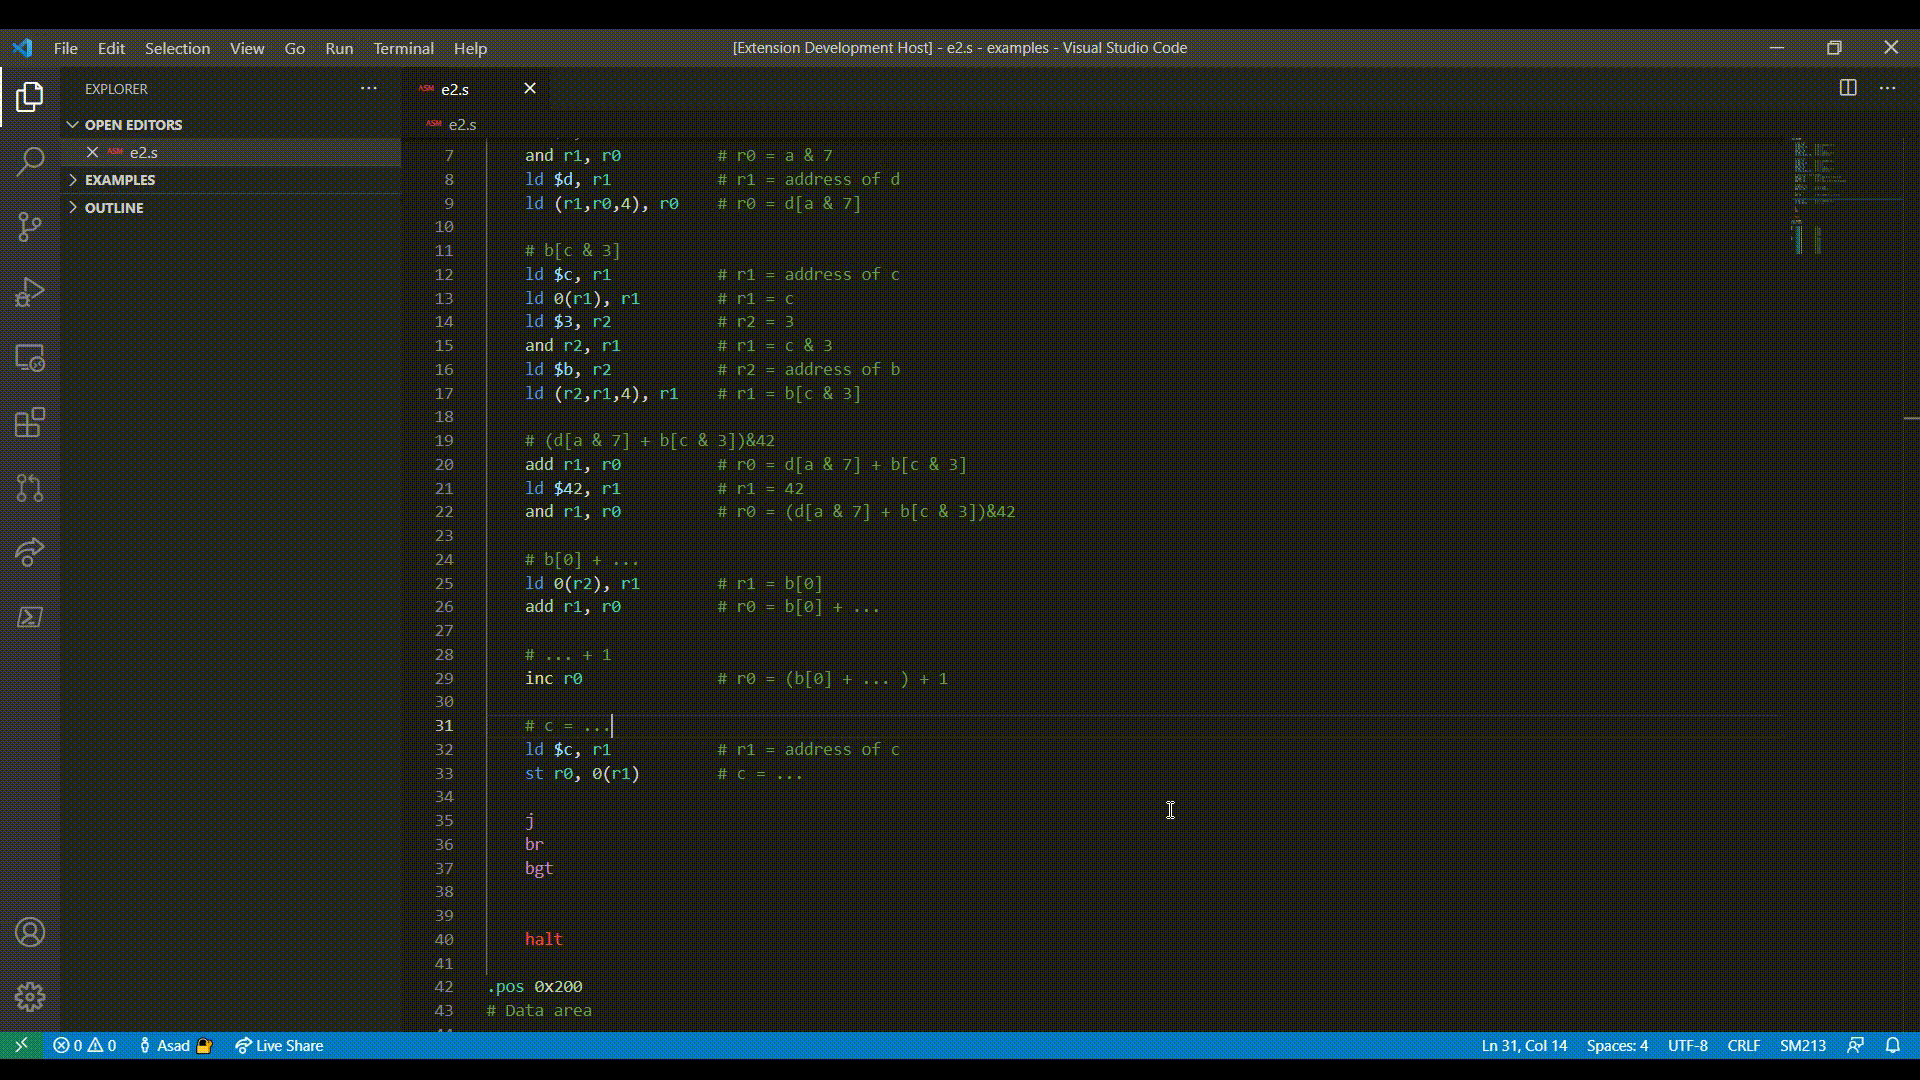 File Edit Selection View Go Run Terminal Help
[Extension Development Host] - e2.s - examples - Visual Studio Code
EXPLORER
OPEN EDITORS
ASM e2.s
EXAMPLES
OUTLINE
ASM e2.s
ASM e2.s
7 and r1, r0 # r0 = a & 7
8 ld $d, r1 # r1 = address of d
9 ld (r1,r0,4), r0 # r0 = d[a & 7]
10
11 # b[c & 3]
12 ld $c, r1 # r1 = address of c
13 ld 0(r1), r1 # r1 = c
14 ld $3, r2 # r2 = 3
15 and r2, r1 # r1 = c & 3
16 ld $b, r2 # r2 = address of b
17 ld (r2,r1,4), r1 # r1 = b[c & 3]
18
19 # (d[a & 7] + b[c & 3])&42
20 add r1, r0 # r0 = d[a & 7] + b[c & 3]
21 ld $42, r1 # r1 = 42
22 and r1, r0 # r0 = (d[a & 7] + b[c & 3])&42
23
24 # b[0] + ...
25 ld 0(r2), r1 # r1 = b[0]
26 add r1, r0 # r0 = b[0] + ...
27
28 # ... + 1
29 inc r0 # r0 = (b[0] + ... ) + 1
30
31 # c = ...
32 ld $c, r1 # r1 = address of c
33 st r0, 0(r1) # c = ...
34
35 j
36 br
37 bgt
38
39
40 halt
41
42 .pos 0x200
43 # Data area
0 0 Asad Live Share Ln 31, Col 14 Spaces: 4 UTF-8 CRLF SM213